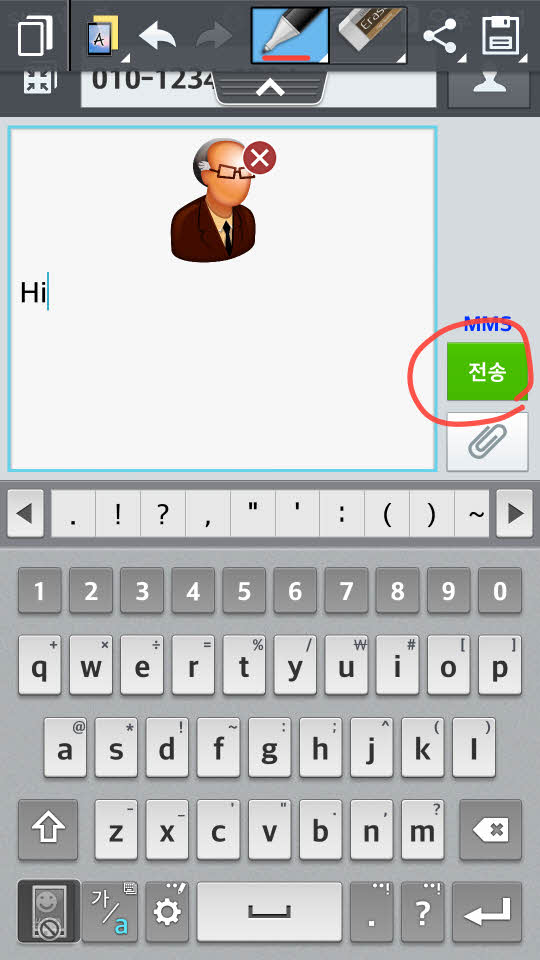 010-1234
Hi
MMS
전송
. ! ? , " ' : ( ) ~
1 2 3 4 5 6 7 8 9 0
+ × ÷ = % / ₩ # [ ]
q w e r t y u i o p
@ * ! ~ : ; ^ ( )
a s d f g h j k l
- _ ' " . , ?
z x c v b n m
가/a . ?